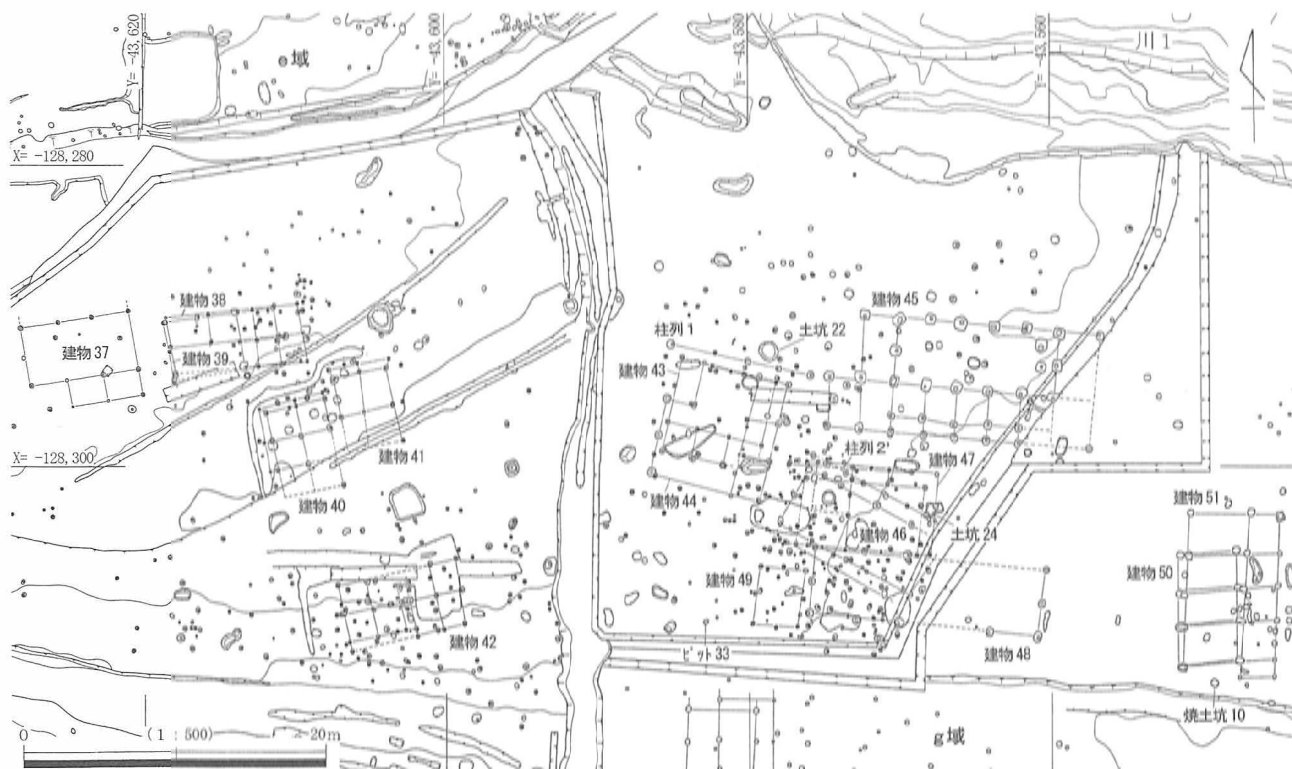 Y= -43,620
Y= -43,600
Y= -43,580
Y= -43,560
川1
e域
X= -128,280
建物38
建物37
建物39
建物45
柱列1
土坑22
建物43
X= -128,300
建物41
建物40
建物44
柱列2
建物47
建物46
土坑24
建物51
建物50
建物49
建物42
ピット33
建物48
焼土坑10
g域
0 (1:500) 20m